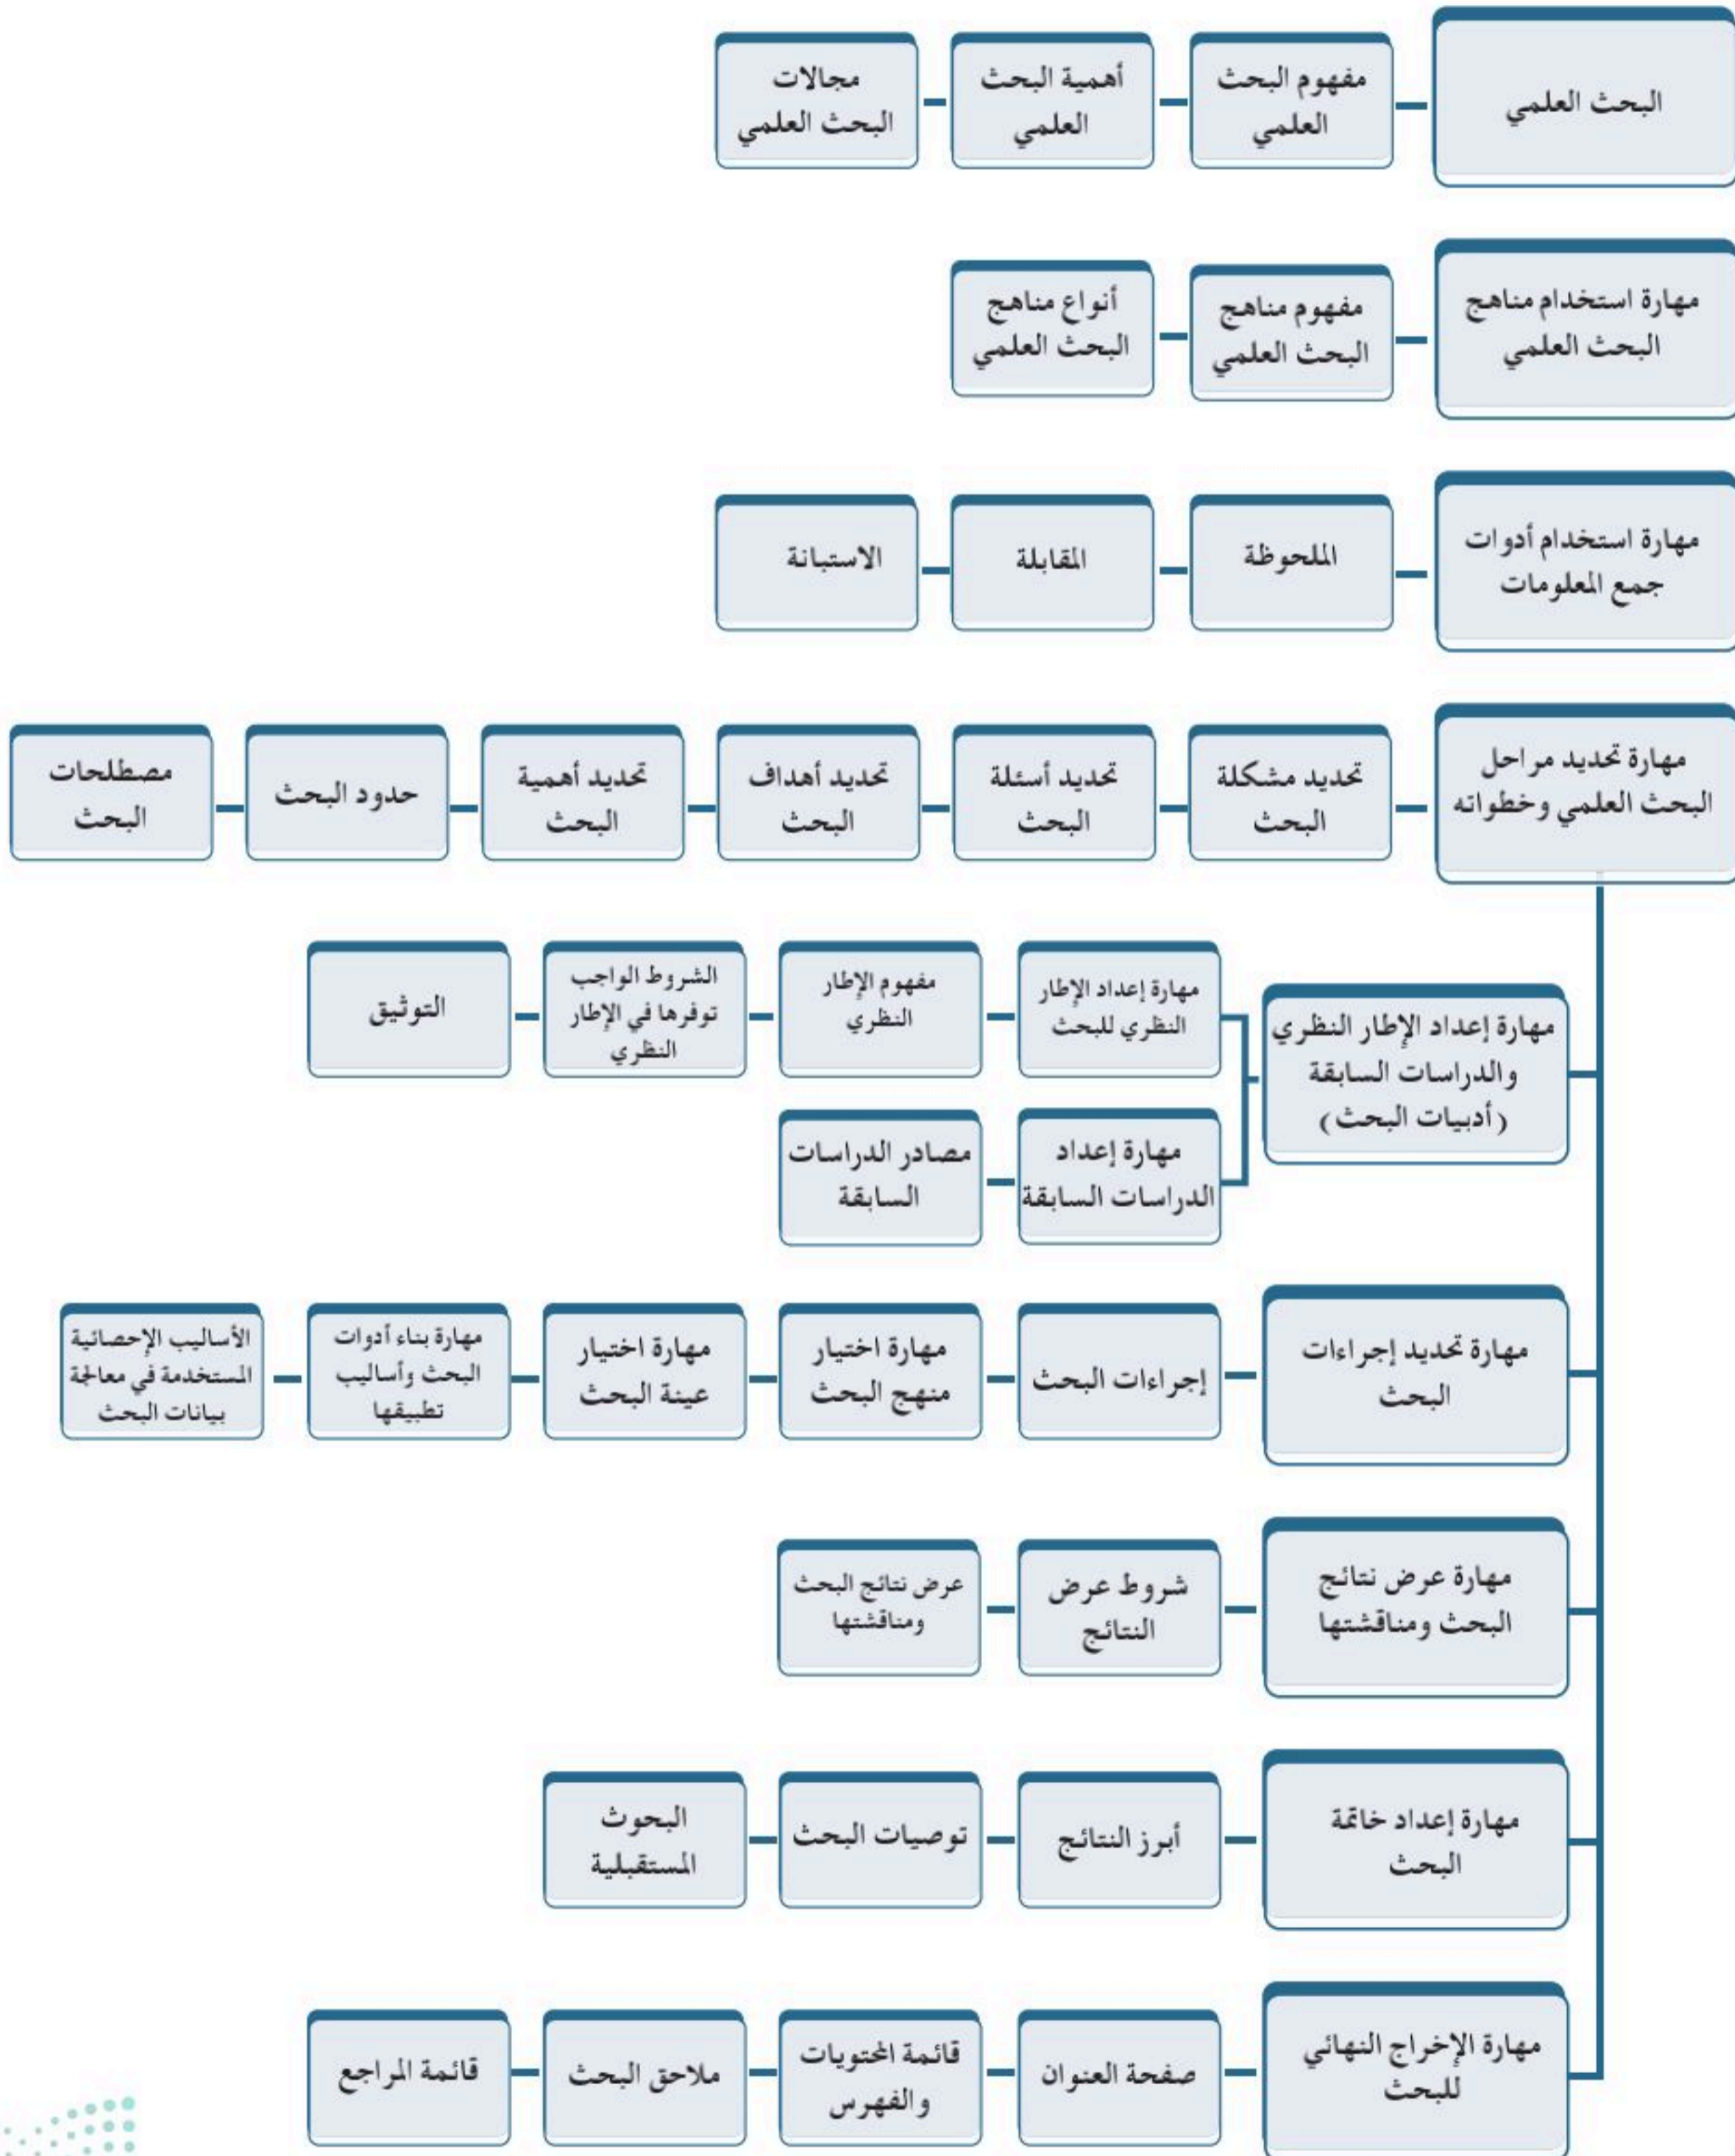 البحث العلمي
مفهوم البحث
العلمي
أهمية البحث
العلمي
مجالات
البحث العلمي
مهارة استخدام مناهج
البحث العلمي
مفهوم مناهج
البحث العلمي
أنواع مناهج
البحث العلمي
مهارة استخدام أدوات
جمع المعلومات
الملحوظة
المقابلة
الاستبانة
مهارة تحديد مراحل
البحث العلمي وخطواته
تحديد مشكلة
البحث
تحديد أسئلة
البحث
تحديد أهداف
البحث
تحديد أهمية
البحث
حدود البحث
مصطلحات
البحث
مهارة إعداد الإطار النظري
والدراسات السابقة
(أدبيات البحث)
مهارة إعداد الإطار
النظري للبحث
مفهوم الإطار
النظري
الشروط الواجب
توفرها في الإطار
النظري
التوثيق
مهارة إعداد
الدراسات السابقة
مصادر الدراسات
السابقة
مهارة تحديد إجراءات
البحث
إجراءات البحث
مهارة اختيار
منهج البحث
مهارة اختيار
عينة البحث
مهارة بناء أدوات
البحث وأساليب
تطبيقها
الأساليب الإحصائية
المستخدمة في معالجة
بيانات البحث
مهارة عرض نتائج
البحث ومناقشتها
شروط عرض
النتائج
عرض نتائج البحث
ومناقشتها
مهارة إعداد خاتمة
البحث
أبرز النتائج
توصيات البحث
البحوث
المستقبلية
مهارة الإخراج النهائي
للبحث
صفحة العنوان
قائمة المحتويات
والفهرس
ملاحق البحث
قائمة المراجع